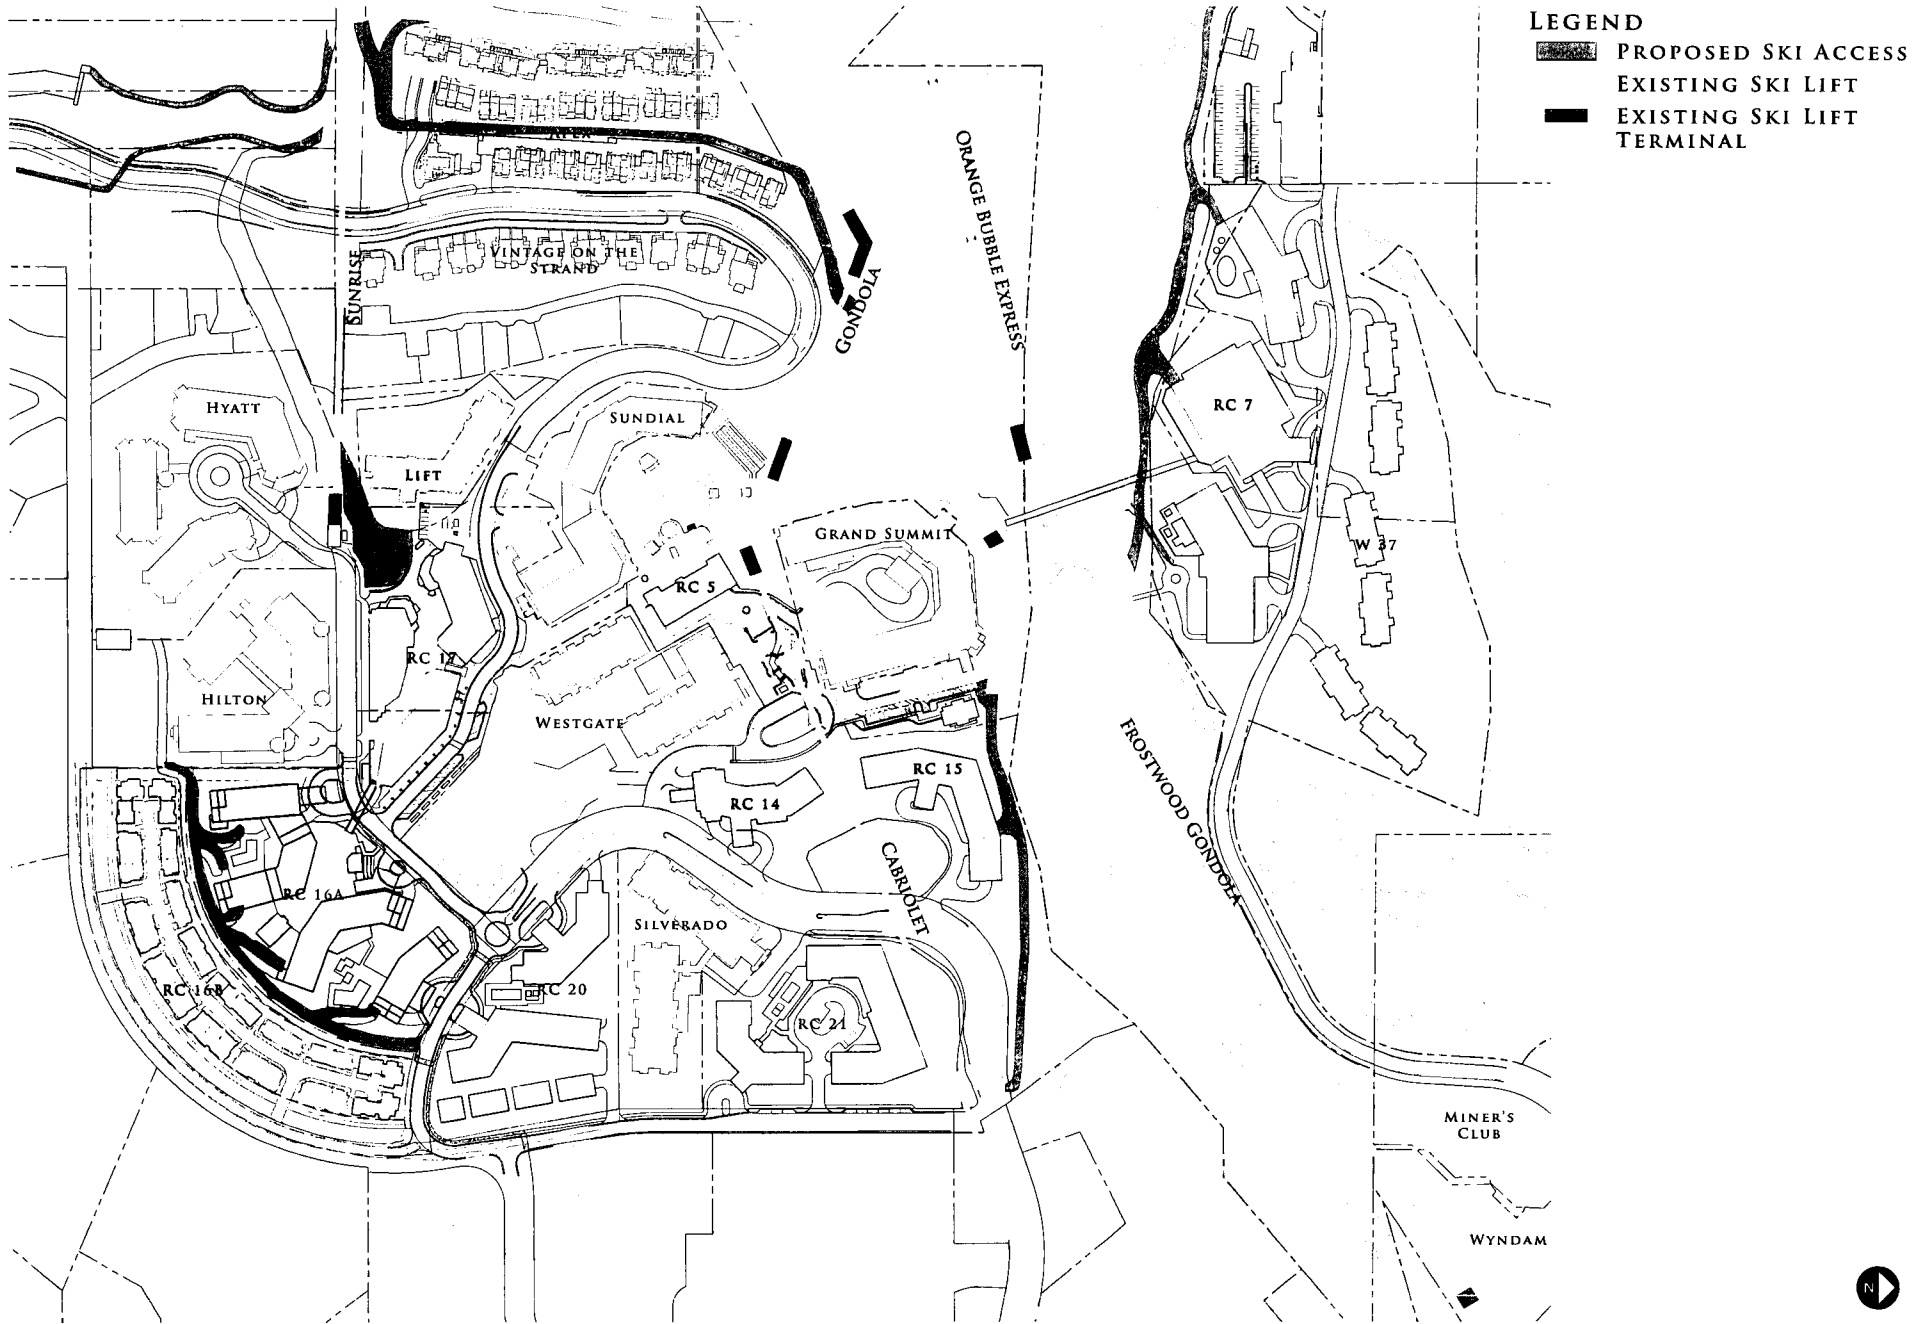 LEGEND
PROPOSED SKI ACCESS
EXISTING SKI LIFT
EXISTING SKI LIFT
TERMINAL
APEX
ORANGE BUBBLE EXPRESS
SUNRISE
VINTAGE ON THE
STRAND
GONDOLA
HYATT
SUNDIAL
RC 7
LIFT
GRAND SUMMIT
W 37
RC 5
RC 17
HILTON
WESTGATE
FROSTWOOD GONDOLA
RC 15
RC 14
CABRIOLET
RC 16A
SILVERADO
RC 16B
RC 20
RC 21
MINER'S
CLUB
WYNDAM
N